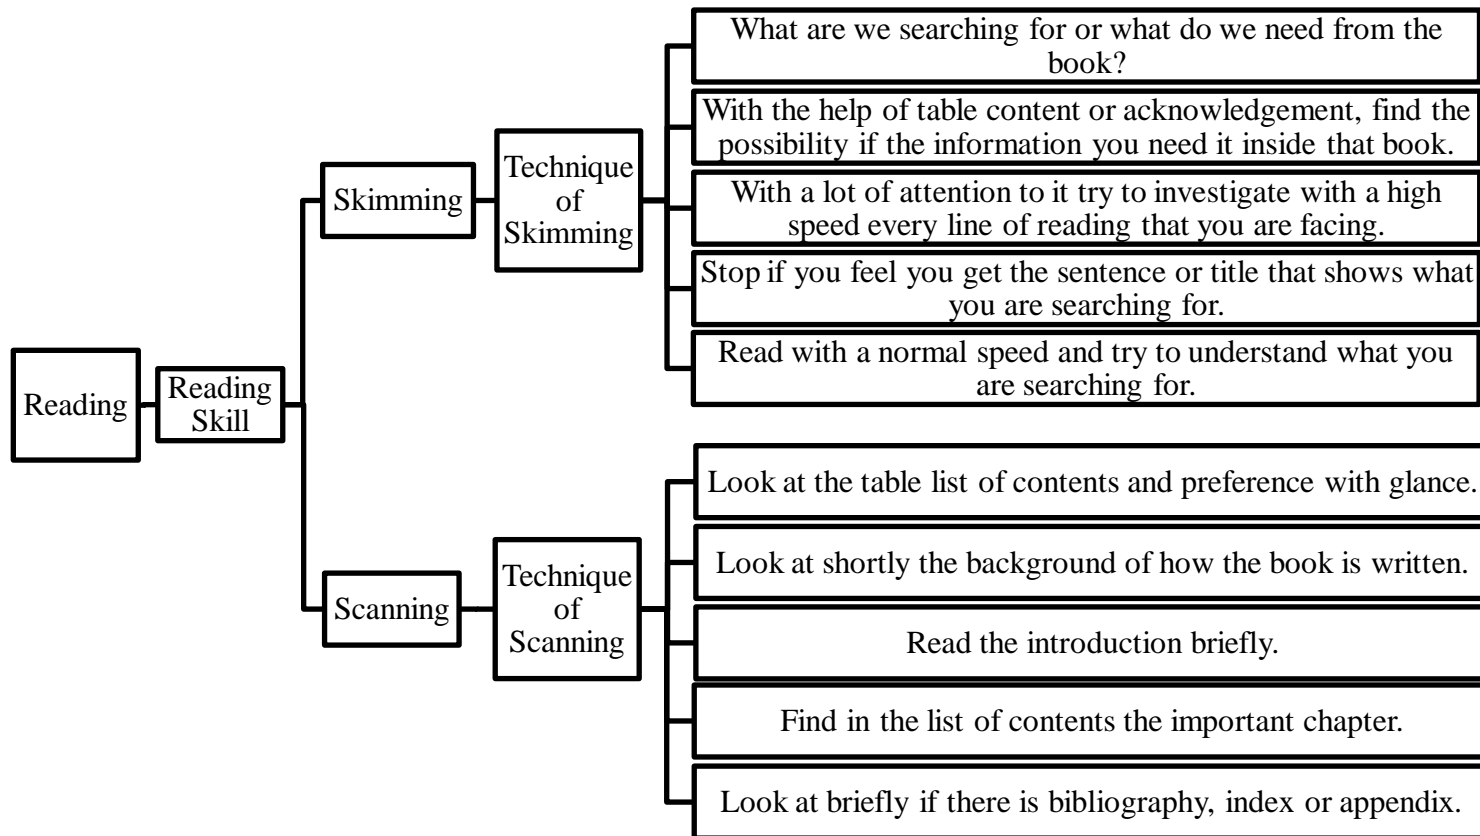 Reading
Reading
Skill
Skimming
Technique
of
Skimming
What are we searching for or what do we need from the
book?
With the help of table content or acknowledgement, find the
possibility if the information you need it inside that book.
With a lot of attention to it try to investigate with a high
speed every line of reading that you are facing.
Stop if you feel you get the sentence or title that shows what
you are searching for.
Read with a normal speed and try to understand what you
are searching for.
Scanning
Technique
of
Scanning
Look at the table list of contents and preference with glance.
Look at shortly the background of how the book is written.
Read the introduction briefly.
Find in the list of contents the important chapter.
Look at briefly if there is bibliography, index or appendix.